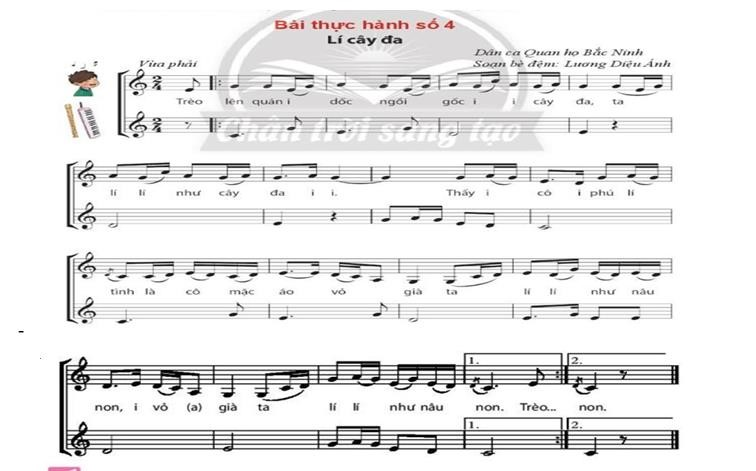 Bài thực hành số 4
Lí cây đa
Dân ca Quan họ Bắc Ninh
Vừa phải
Soạn bè đệm: Lương Diệu Ánh
Trèo lên quán i dốc ngồi gốc i i cây đa, ta
Chân trời sáng tạo
lí lí như cây đa i i. Thấy i cô i phú lí
tình là cô mặc áo vỏ già ta lí lí như nâu
1. 2.
non, i vỏ (a) già ta lí lí như nâu non. Trèo... non.
1. 2.